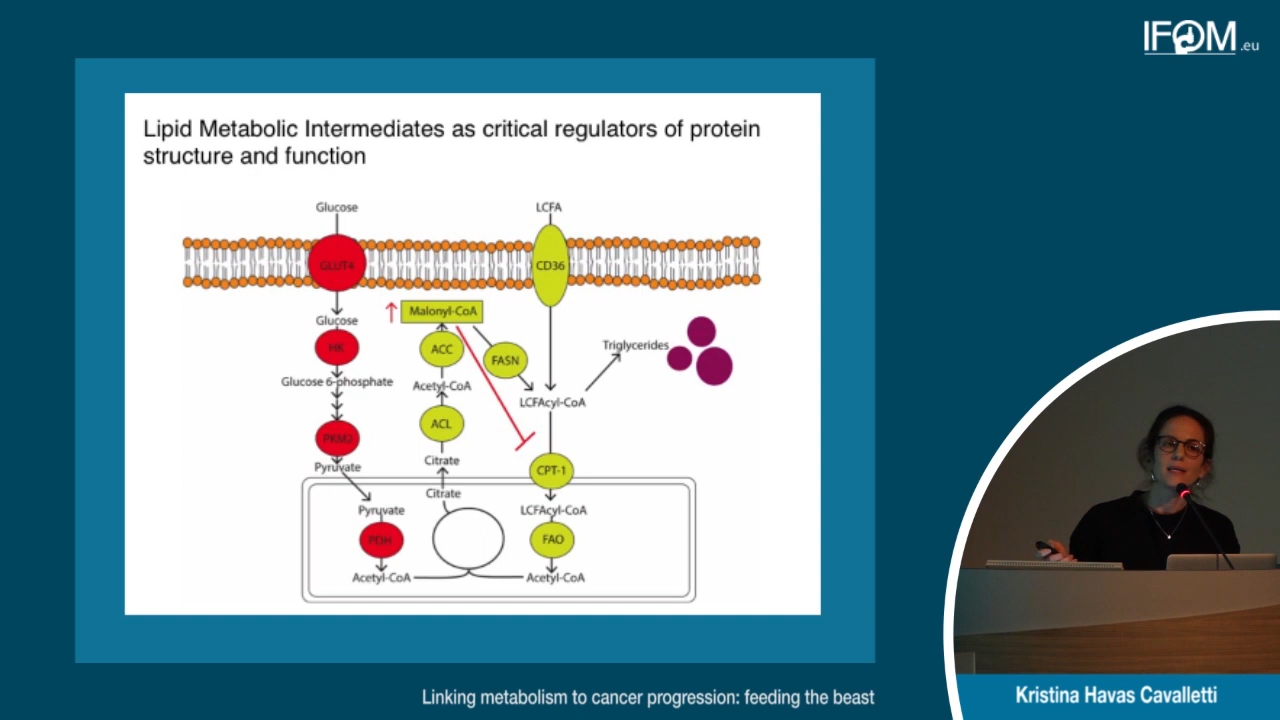 IFOM.eu
Lipid Metabolic Intermediates as critical regulators of protein
structure and function
Glucose
LCFA
GLUT4
CD36
Glucose
Malonyl-CoA
HK
ACC
FASN
Triglycerides
Glucose 6-phosphate
Acetyl-CoA
LCFAcyl-CoA
ACL
PKM2
Citrate
Pyruvate
CPT-1
Citrate
Pyruvate
LCFAcyl-CoA
PDH
FAO
Acetyl-CoA
Acetyl-CoA
Linking metabolism to cancer progression: feeding the beast
Kristina Havas Cavalletti